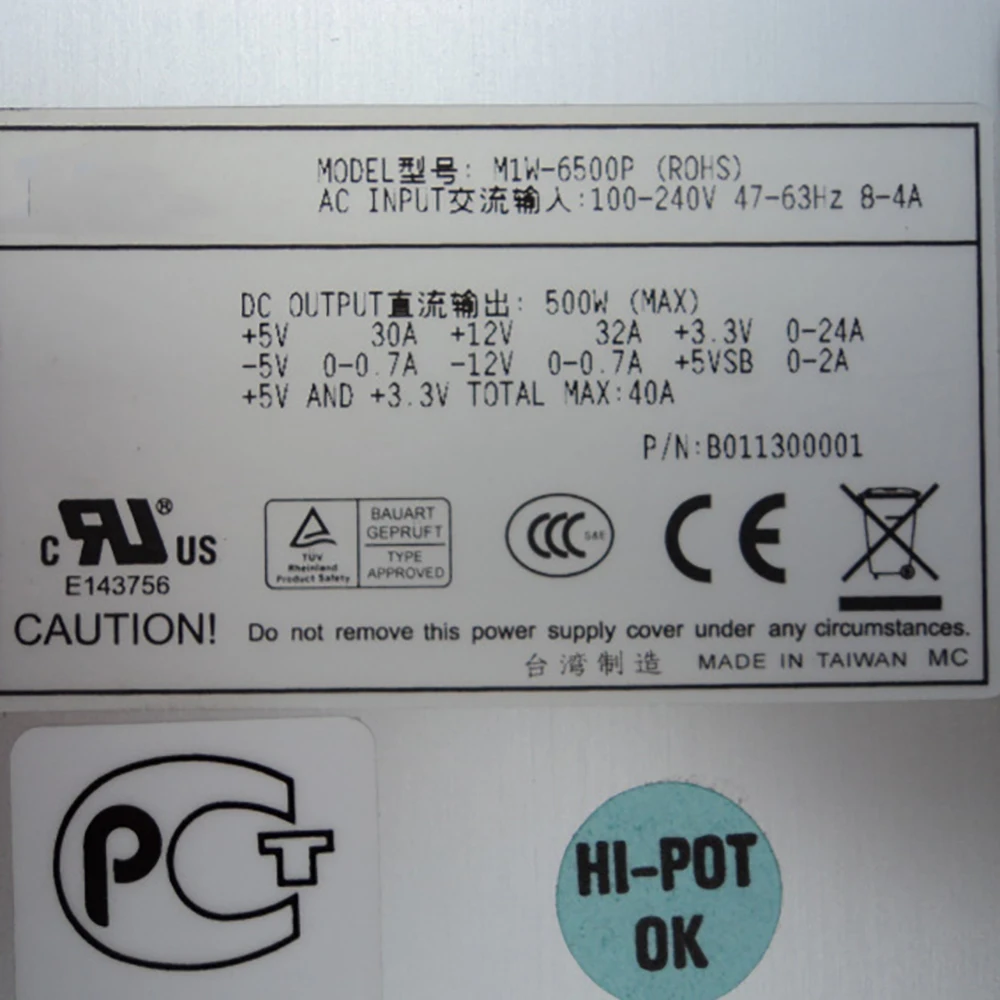 MODEL型号: M1W-6500P (ROHS)
AC INPUT交流输入:100-240V 47-63Hz 8-4A
DC OUTPUT直流输出: 500W (MAX)
+5V 30A +12V 32A +3.3V 0-24A
-5V 0-0.7A -12V 0-0.7A +5VSB 0-2A
+5V AND +3.3V TOTAL MAX:40A
P/N:B011300001
C RU® US
E143756
TÜV
Rheinland
Product Safety
BAUART
GEPRUFT
TYPE
APPROVED
CCC S&E
CE
CAUTION! Do not remove this power supply cover under any circumstances.
台湾制造 MADE IN TAIWAN MC
PCT
HI-POT
OK